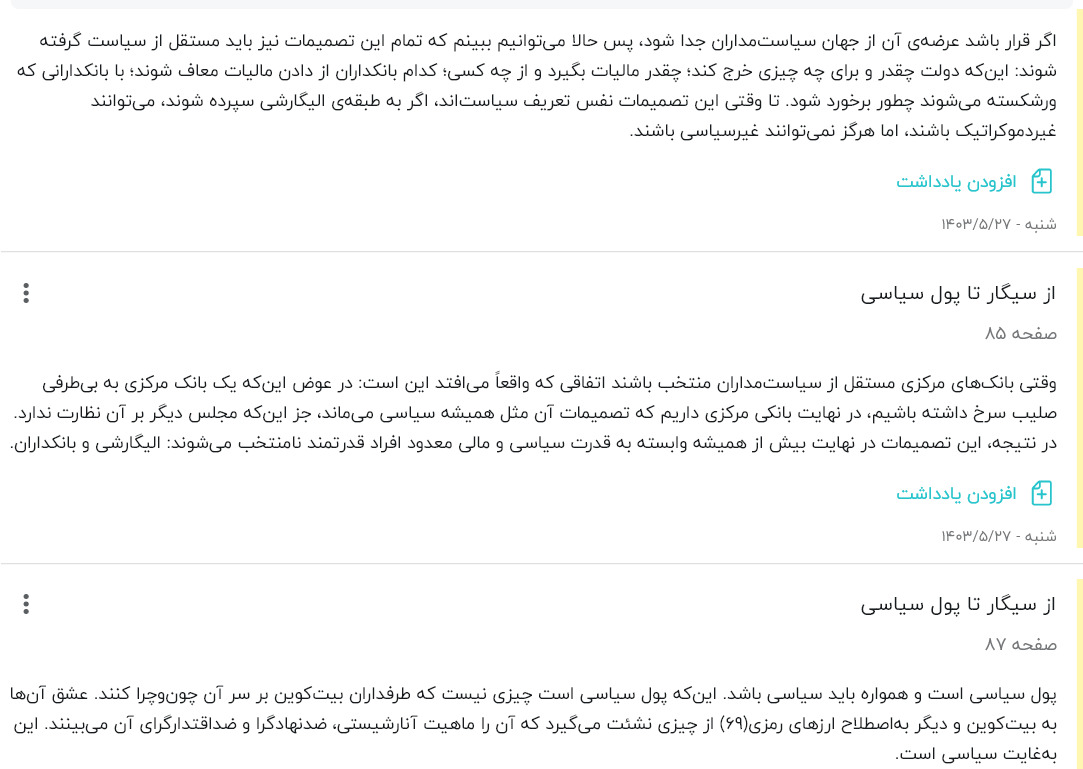 اگر قرار باشد عرضه‌ی آن از جهان سیاست‌مداران جدا شود، پس حالا می‌توانیم ببینم که تمام این تصمیمات نیز باید مستقل از سیاست گرفته
شوند: این‌که دولت چقدر و برای چه چیزی خرج کند؛ چقدر مالیات بگیرد و از چه کسی؛ کدام بانکداران از دادن مالیات معاف شوند؛ با بانکدارانی که
ورشکسته می‌شوند چطور برخورد شود. تا وقتی این تصمیمات نفس تعریف سیاست‌اند، اگر به طبقه‌ی الیگارشی سپرده شوند، می‌توانند
غیردموکراتیک باشند، اما هرگز نمی‌توانند غیرسیاسی باشند.
افزودن یادداشت
شنبه - ۱۴۰۳/۵/۲۷
از سیگار تا پول سیاسی
صفحه ۸۵
وقتی بانک‌های مرکزی مستقل از سیاست‌مداران منتخب باشند اتفاقی که واقعاً می‌افتد این است: در عوض این‌که یک بانک مرکزی به بی‌طرفی
صلیب سرخ داشته باشیم، در نهایت بانکی مرکزی داریم که تصمیمات آن مثل همیشه سیاسی می‌ماند، جز این‌که مجلس دیگر بر آن نظارت ندارد.
در نتیجه، این تصمیمات در نهایت بیش از همیشه وابسته به قدرت سیاسی و مالی معدود افراد قدرتمند نامنتخب می‌شوند: الیگارشی و بانکداران.
افزودن یادداشت
شنبه - ۱۴۰۳/۵/۲۷
از سیگار تا پول سیاسی
صفحه ۸۷
پول سیاسی است و همواره باید سیاسی باشد. این‌که پول سیاسی است چیزی نیست که طرفداران بیت‌کوین بر سر آن چون‌وچرا کنند. عشق آن‌ها
به بیت‌کوین و دیگر به‌اصطلاح ارزهای رمزی(۶۹) از چیزی نشئت می‌گیرد که آن را ماهیت آنارشیستی، ضدنهادگرا و ضداقتدارگرای آن می‌بینند. این
به‌غایت سیاسی است.